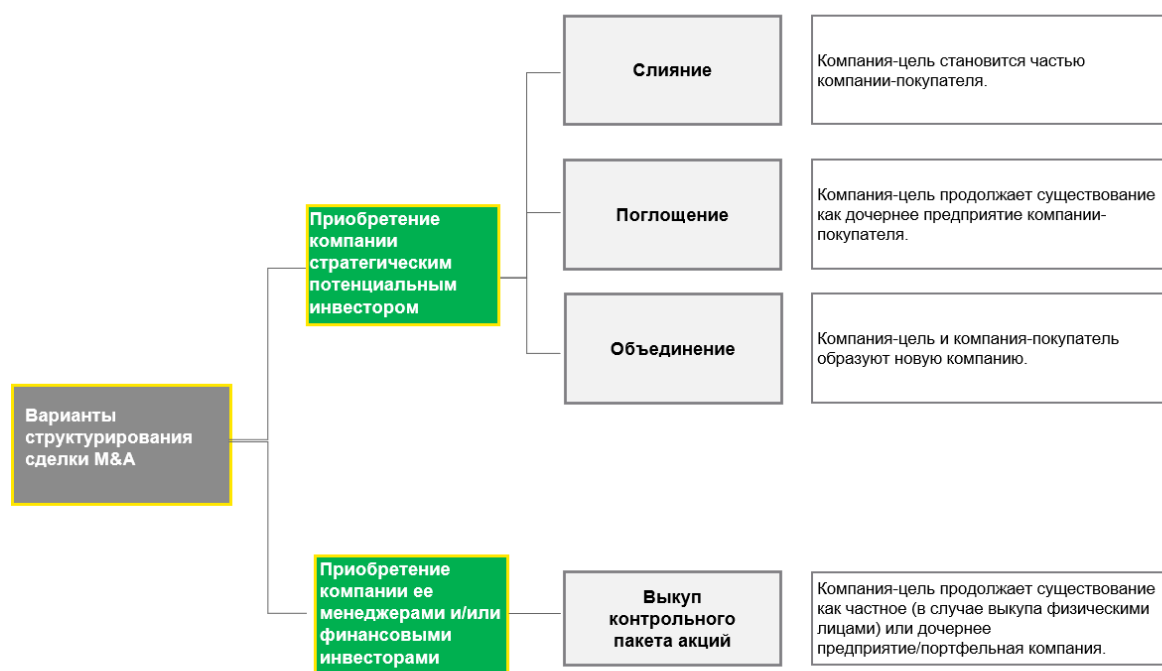 Слияние
Компания-цель становится частью
компании-покупателя.
Поглощение
Компания-цель продолжает существование
как дочернее предприятие компании-
покупателя.
Приобретение
компании
стратегическим
потенциальным
инвестором
Объединение
Компания-цель и компания-покупатель
образуют новую компанию.
Варианты
структурирования
сделки M&A
Приобретение
компании ее
менеджерами и/или
финансовыми
инвесторами
Выкуп
контрольного
пакета акций
Компания-цель продолжает существование
как частное (в случае выкупа физическими
лицами) или дочернее
предприятие/портфельная компания.